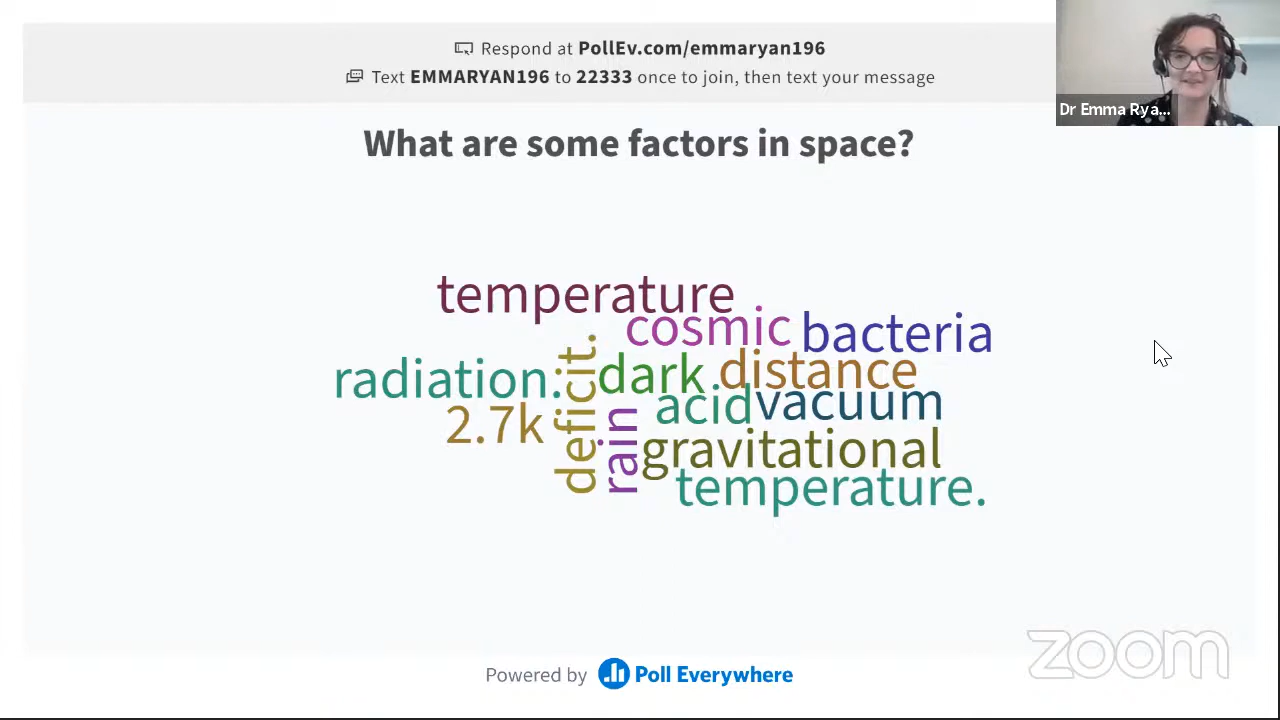 Respond at PollEv.com/emmaryan196
Text EMMARYAN196 to 22333 once to join, then text your message
Dr Emma Rya...
What are some factors in space?
temperature
cosmic
bacteria
radiation.
deficit.
dark
distance
2.7k
rain
acid
vacuum
gravitational
temperature.
zoom
Powered by Poll Everywhere